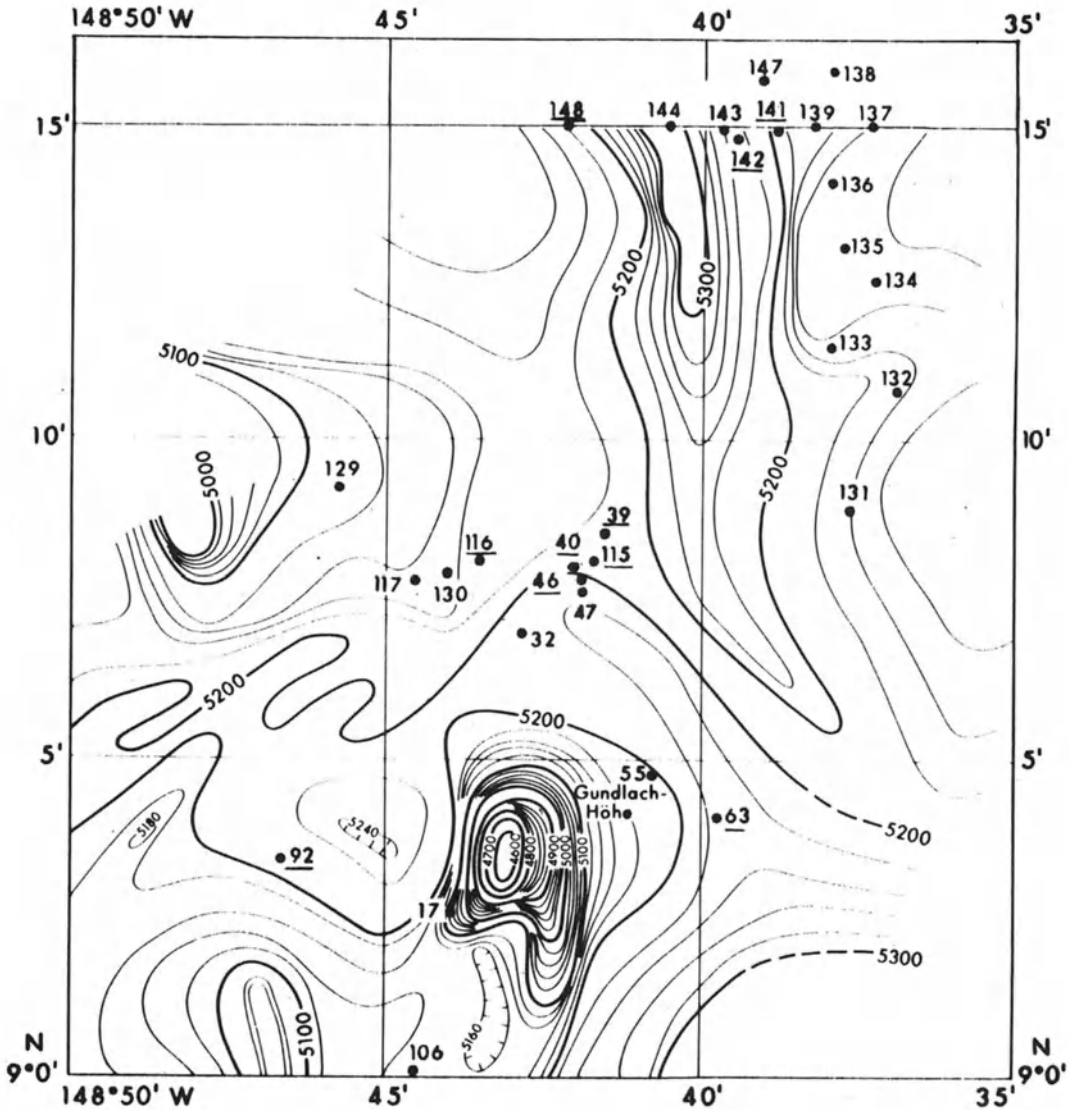 148°50' W 45' 40' 35'
147 138
148 144 143 141 139 137
15' 15'
142
136
135
5200 5300 134
5100 133
132
10' 10'
5000 129 5200 131
39
116 40 115
117 130 46 47
32
5200
5200
5' 5'
55
Gundlach-
Höhe
63
5180 5240
5200
92
4700 4600 4800 4900 5000 5100
17
5300
5100 5160
106
N N
9°0' 9°0'
148°50' W 45' 40' 35'